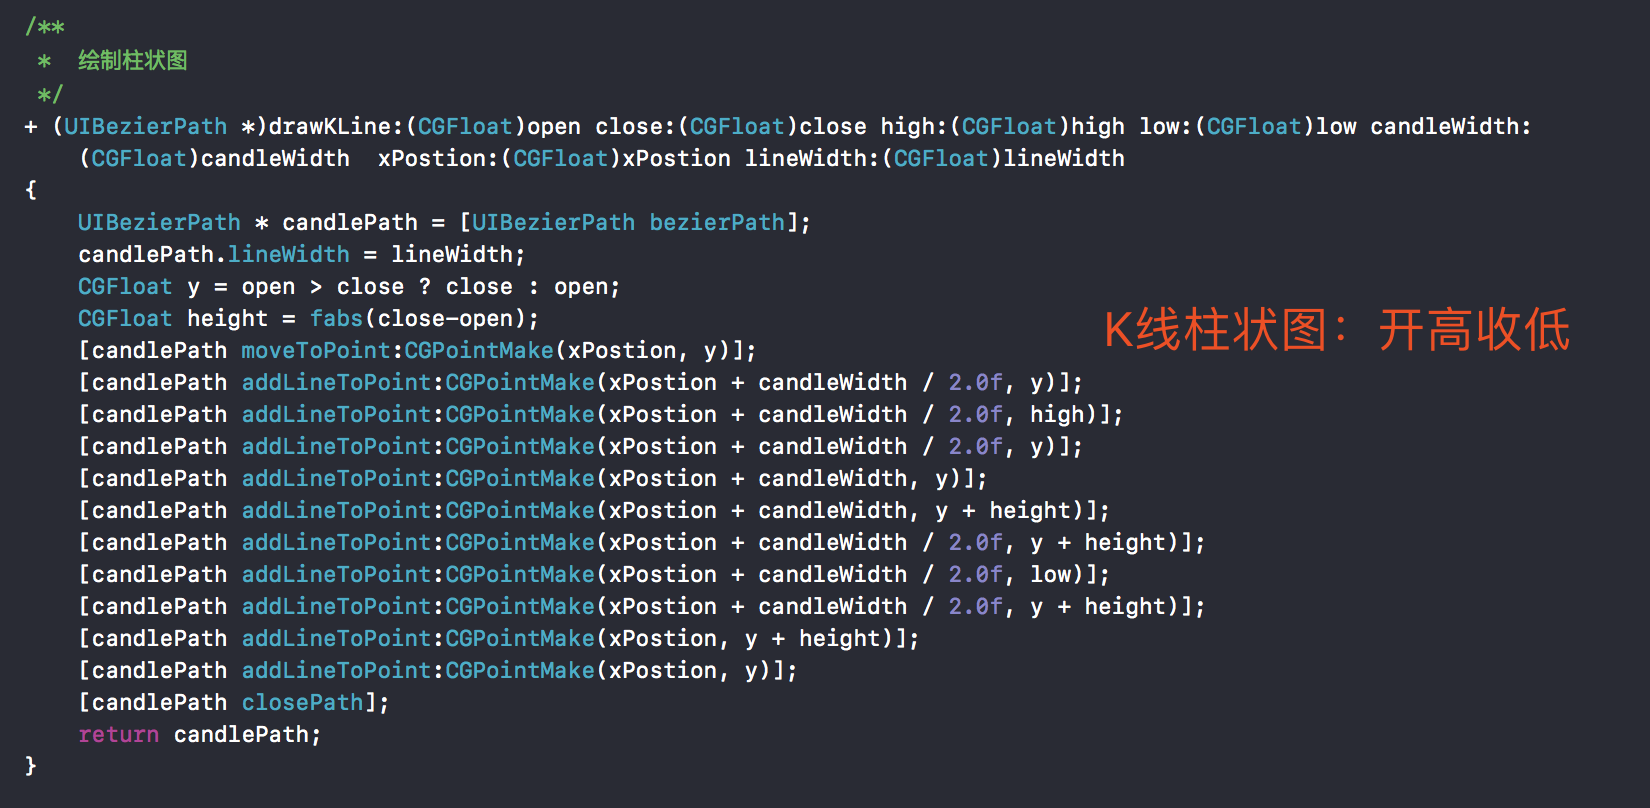 /**
 *  绘制柱状图
 */
+ (UIBezierPath *)drawKLine:(CGFloat)open close:(CGFloat)close high:(CGFloat)high low:(CGFloat)low candleWidth:
    (CGFloat)candleWidth  xPostion:(CGFloat)xPostion lineWidth:(CGFloat)lineWidth
{
    UIBezierPath * candlePath = [UIBezierPath bezierPath];
    candlePath.lineWidth = lineWidth;
    CGFloat y = open > close ? close : open;
    CGFloat height = fabs(close-open);
    [candlePath moveToPoint:CGPointMake(xPostion, y)];
K线柱状图：开高收低
    [candlePath addLineToPoint:CGPointMake(xPostion + candleWidth / 2.0f, y)];
    [candlePath addLineToPoint:CGPointMake(xPostion + candleWidth / 2.0f, high)];
    [candlePath addLineToPoint:CGPointMake(xPostion + candleWidth / 2.0f, y)];
    [candlePath addLineToPoint:CGPointMake(xPostion + candleWidth, y)];
    [candlePath addLineToPoint:CGPointMake(xPostion + candleWidth, y + height)];
    [candlePath addLineToPoint:CGPointMake(xPostion + candleWidth / 2.0f, y + height)];
    [candlePath addLineToPoint:CGPointMake(xPostion + candleWidth / 2.0f, low)];
    [candlePath addLineToPoint:CGPointMake(xPostion + candleWidth / 2.0f, y + height)];
    [candlePath addLineToPoint:CGPointMake(xPostion, y + height)];
    [candlePath addLineToPoint:CGPointMake(xPostion, y)];
    [candlePath closePath];
    return candlePath;
}